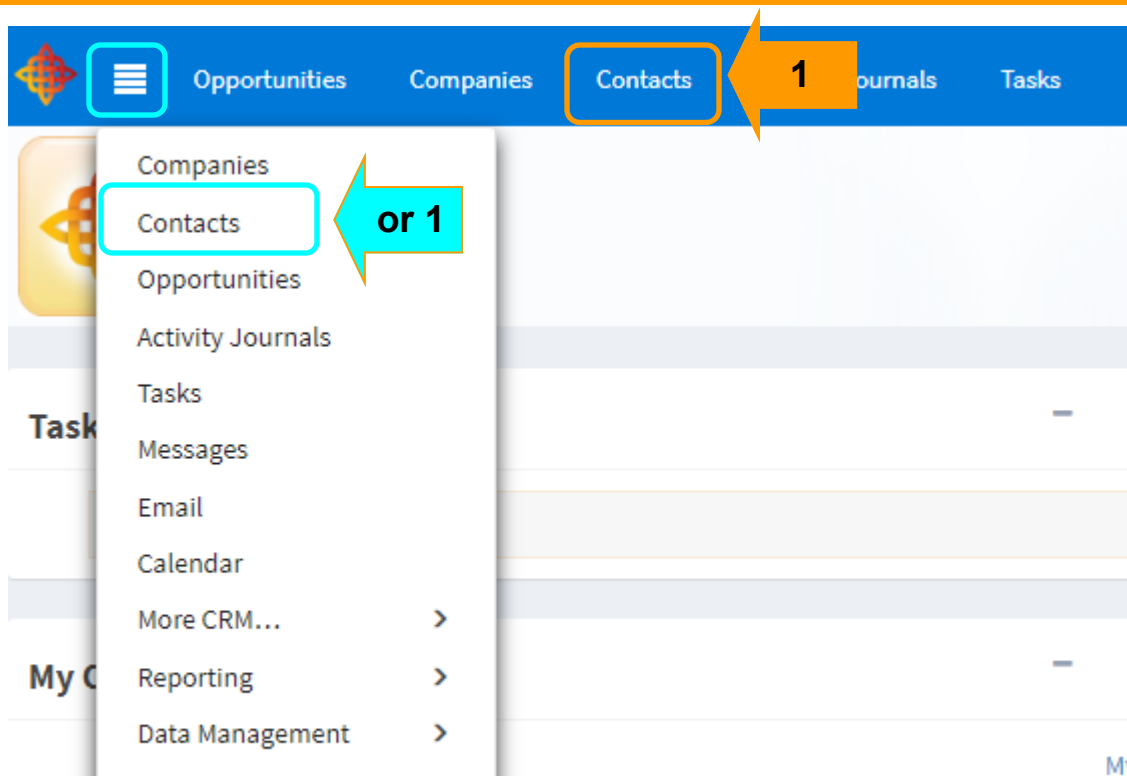 Opportunities Companies Contacts 1 ournals Tasks
Companies
Contacts or 1
Opportunities
Activity Journals
Tasks
Task
Messages
Email
Calendar
More CRM...
My C
Reporting
Data Management
My